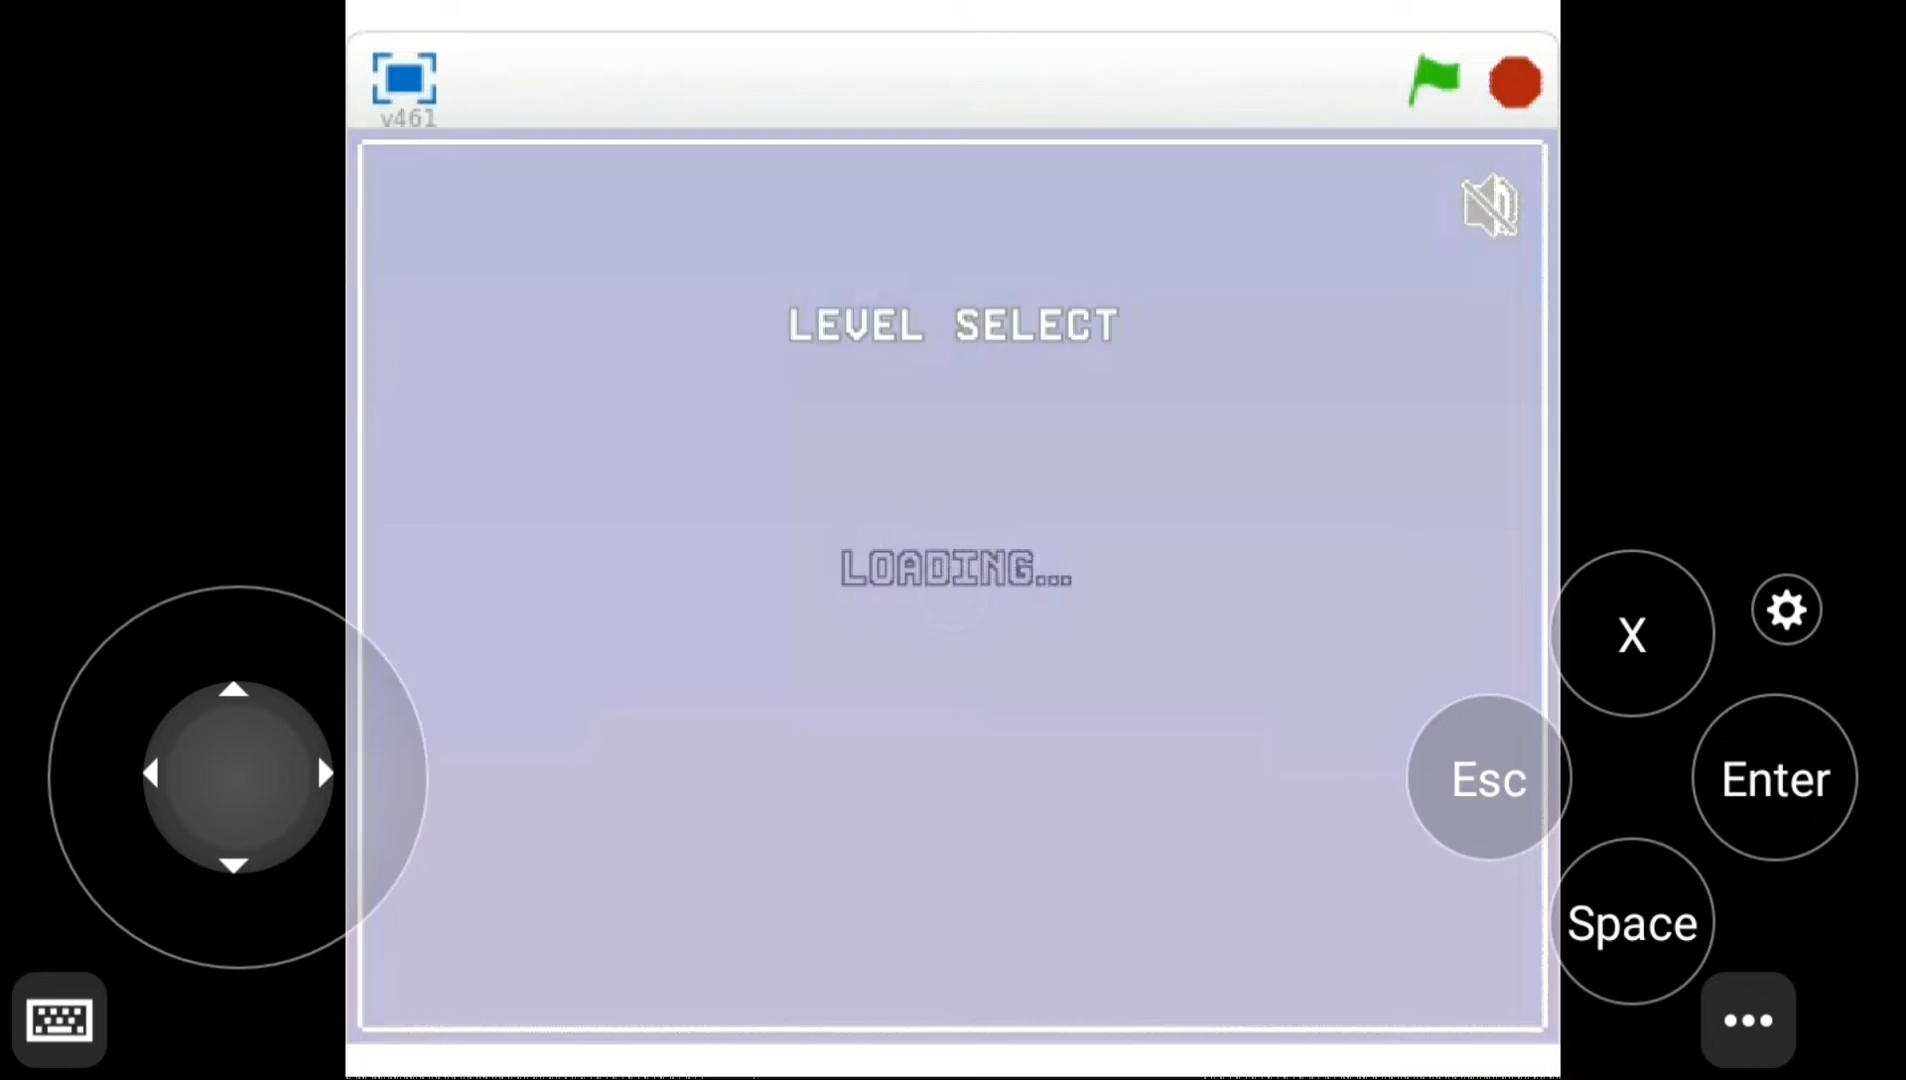 v461
LEVEL SELECT
LOADING...
X
Esc
Enter
Space